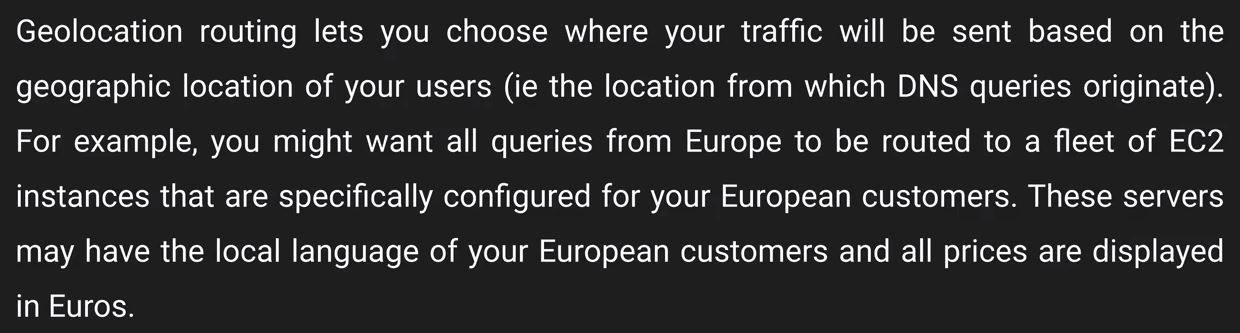 Geolocation routing lets you choose where your traffic will be sent based on the
geographic location of your users (ie the location from which DNS queries originate).
For example, you might want all queries from Europe to be routed to a fleet of EC2
instances that are specifically configured for your European customers. These servers
may have the local language of your European customers and all prices are displayed
in Euros.